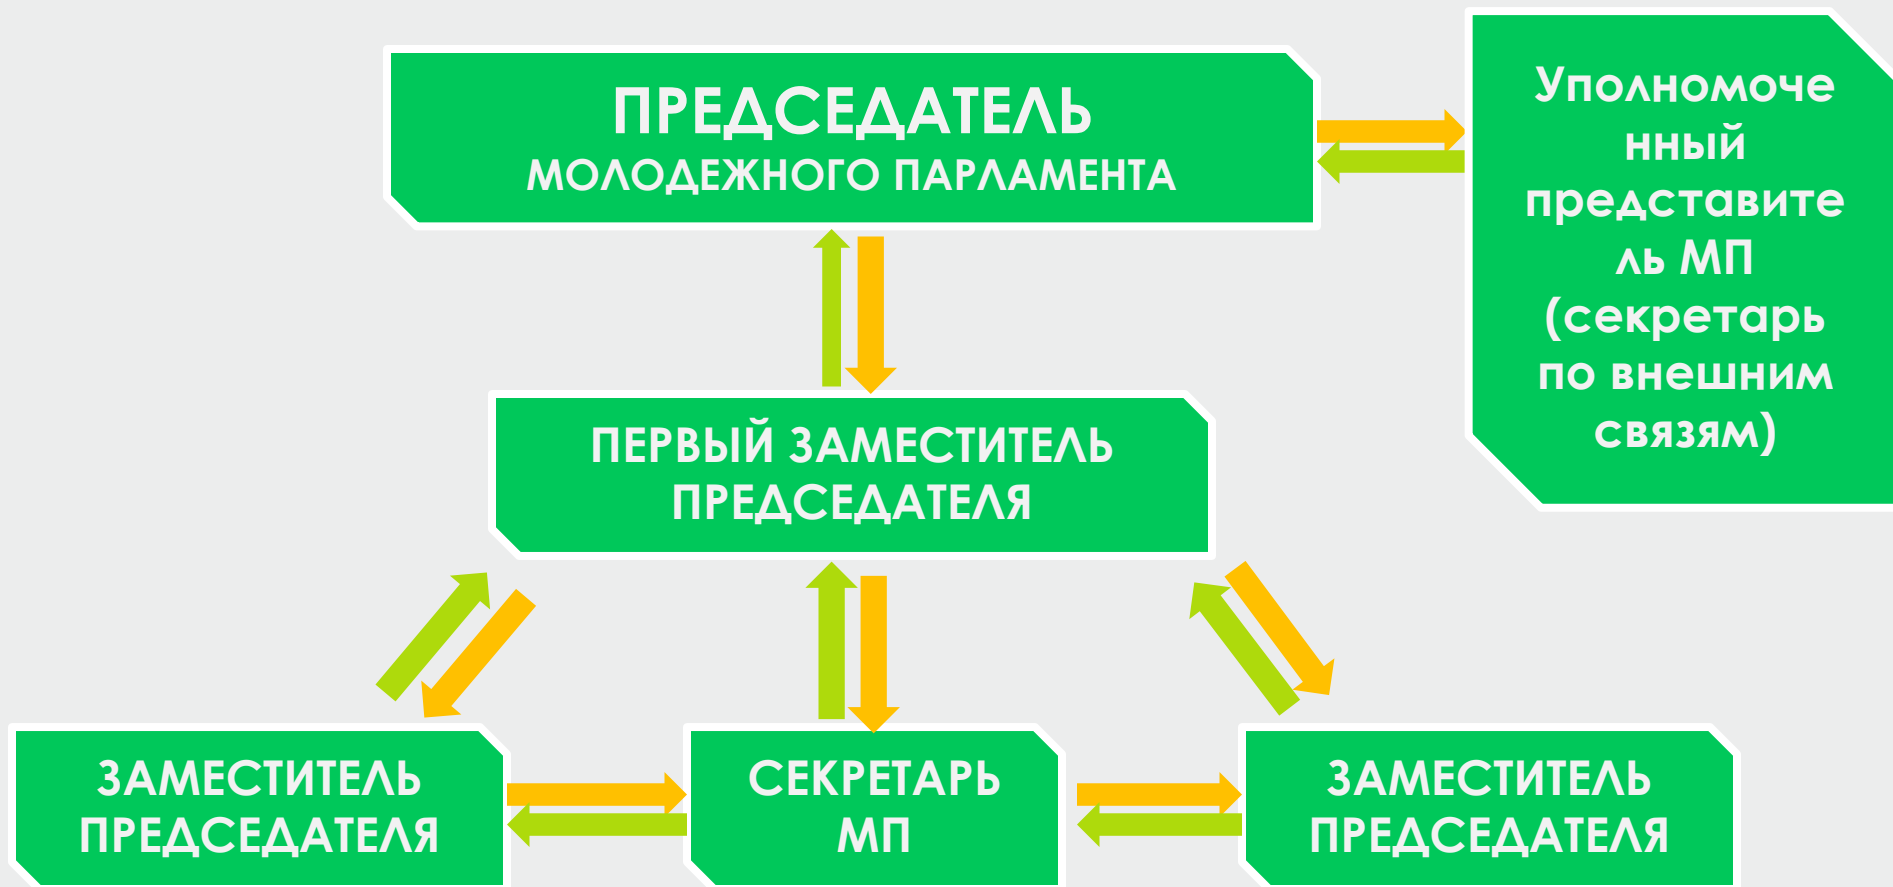 ПРЕДСЕДАТЕЛЬ
МОЛОДЕЖНОГО ПАРЛАМЕНТА
Уполномоче
нный
представите
ль МП
(секретарь
по внешним
связям)
ПЕРВЫЙ ЗАМЕСТИТЕЛЬ
ПРЕДСЕДАТЕЛЯ
ЗАМЕСТИТЕЛЬ
ПРЕДСЕДАТЕЛЯ
СЕКРЕТАРЬ
МП
ЗАМЕСТИТЕЛЬ
ПРЕДСЕДАТЕЛЯ